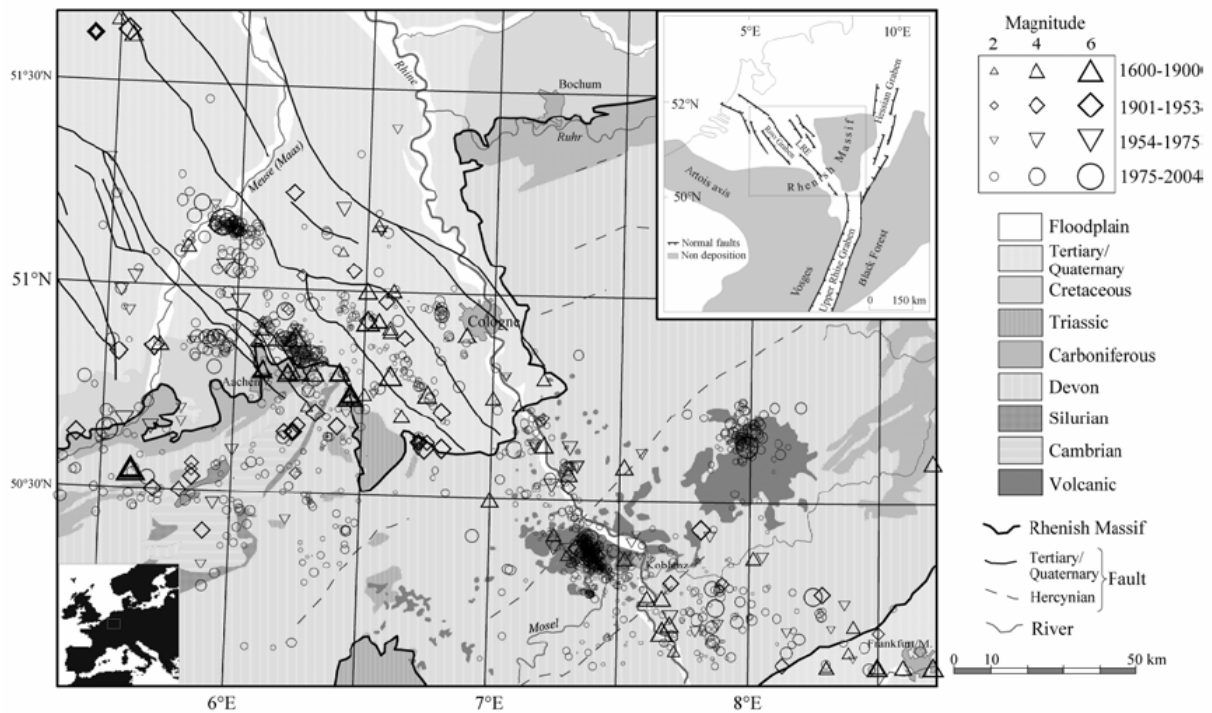 51°30'N
51°N
50°30'N
6°E
7°E
8°E
Rhine
Bochum
Ruhr
Meuse (Maas)
Cologne
Aachen
Koblenz
Mosel
Frankfurt/M.
5°E
10°E
52°N
50°N
Hessian Graben
Roer Graben
LRE
Rhenish Massif
Artois axis
Normal faults
Non deposition
Vosges
Upper Rhine Graben
Black Forest
0 150 km
Magnitude
2 4 6
1600-1900
1901-1953
1954-1975
1975-2004
Floodplain
Tertiary/
Quaternary
Cretaceous
Triassic
Carboniferous
Devon
Silurian
Cambrian
Volcanic
Rhenish Massif
Tertiary/
Quaternary
Fault
Hercynian
River
0 10 50 km